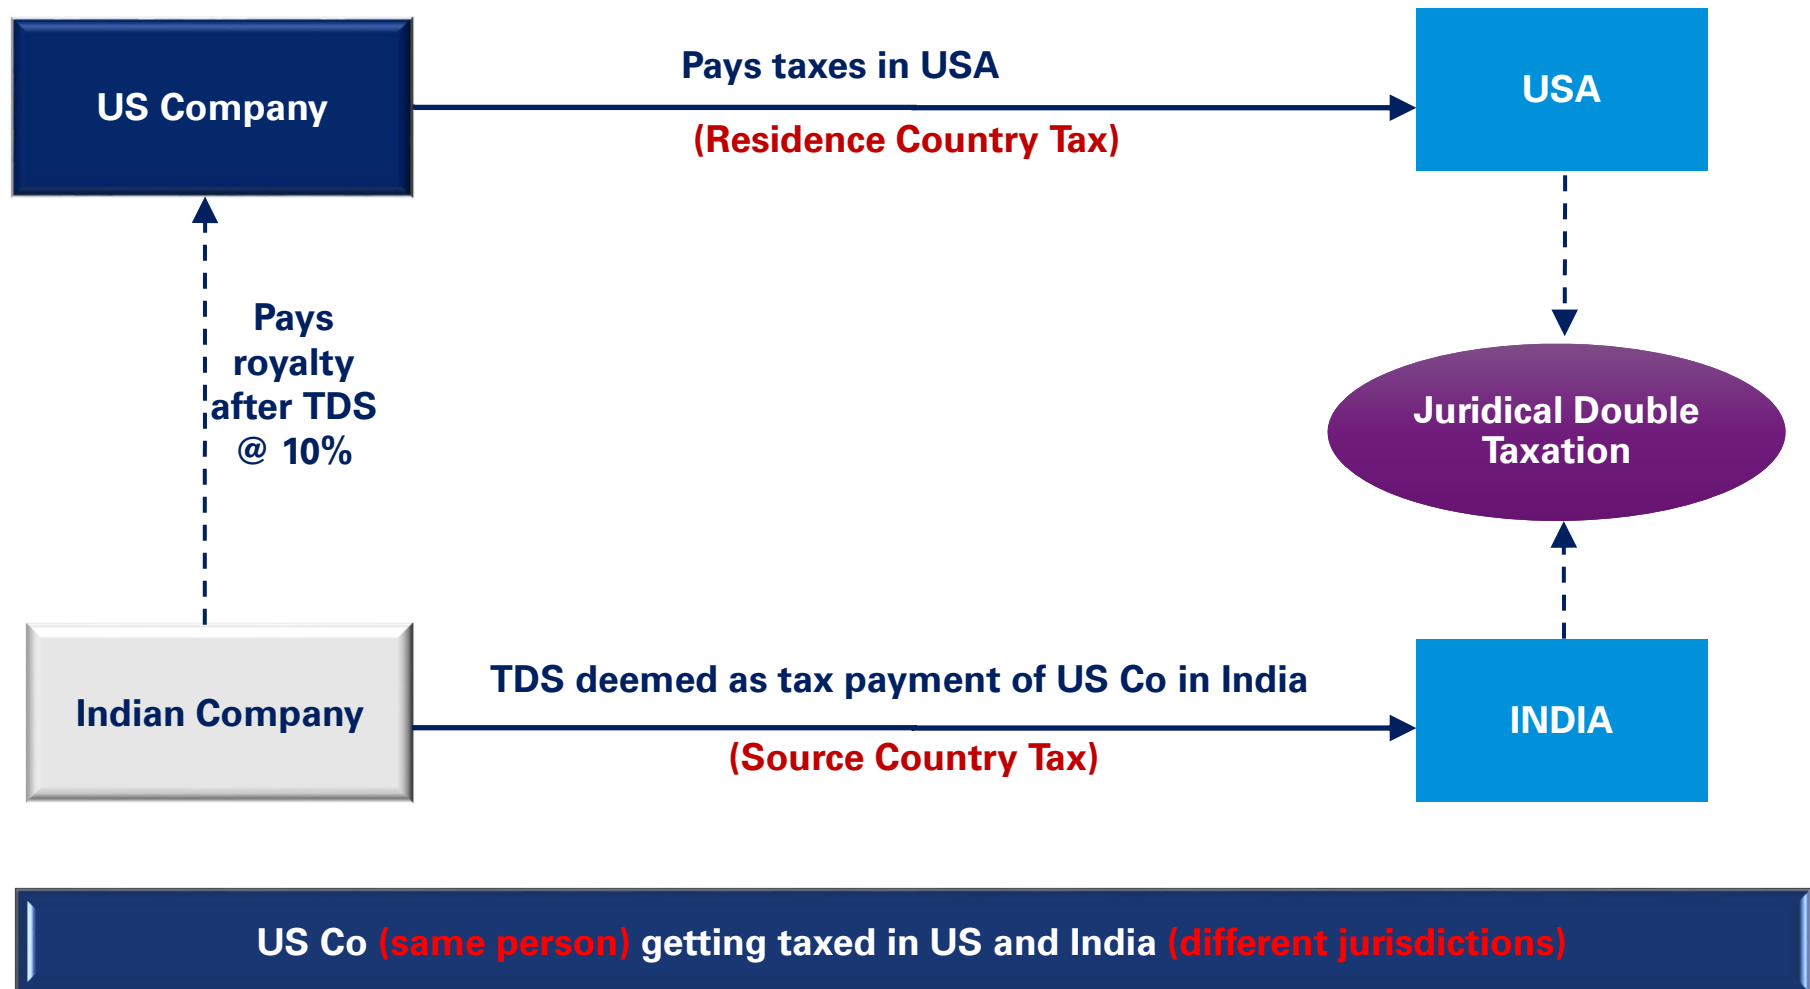 US Company
Pays taxes in USA
(Residence Country Tax)
USA
Pays
royalty
after TDS
@ 10%
Juridical Double
Taxation
Indian Company
TDS deemed as tax payment of US Co in India
(Source Country Tax)
INDIA
US Co (same person) getting taxed in US and India (different jurisdictions)